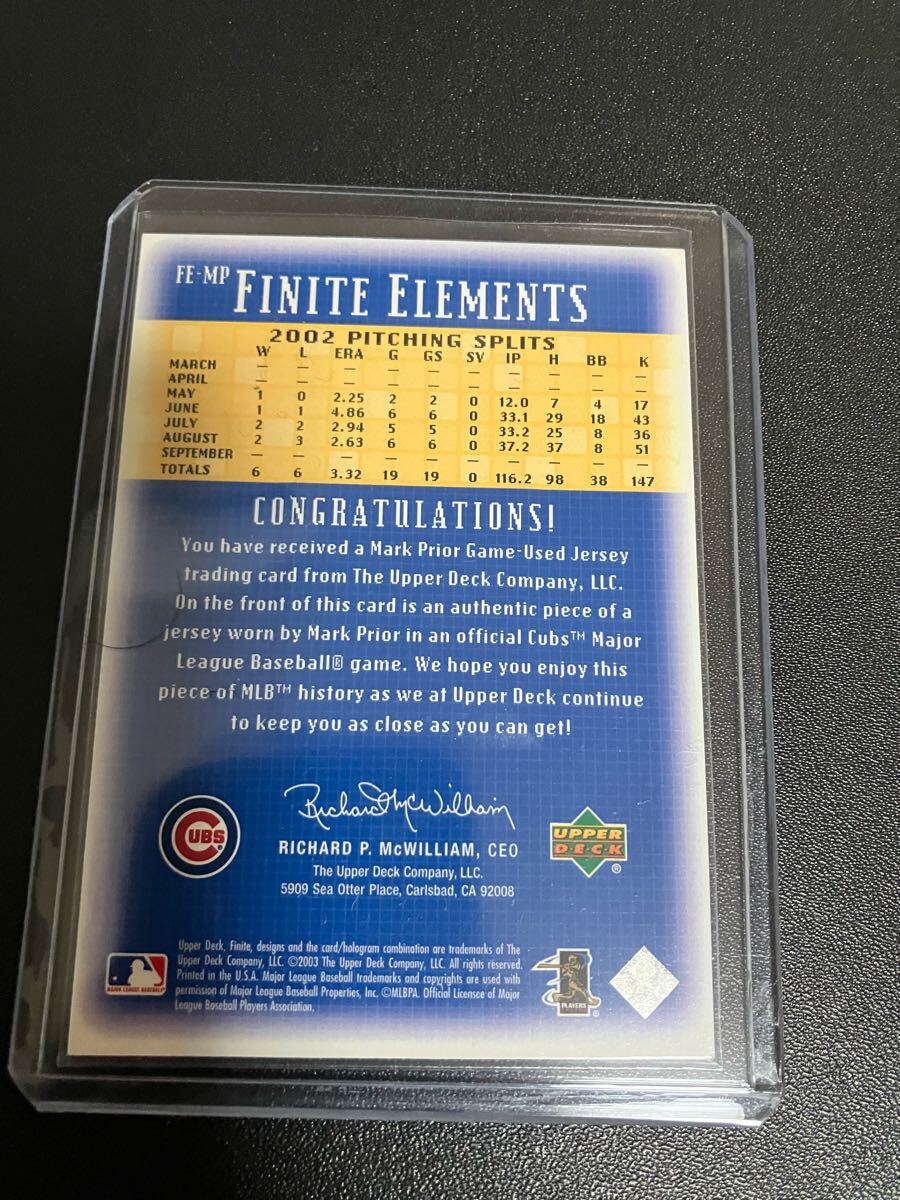 FE-MP FINITE ELEMENTS
2002 PITCHING SPLITS
W L ERA G GS SV IP H BB K
MARCH — — — — — — — — — —
APRIL — — — — — — — — — —
MAY 1 0 2.25 2 2 0 12.0 7 4 17
JUNE 1 1 4.86 6 6 0 33.1 29 18 43
JULY 2 2 2.94 5 5 0 33.2 25 8 36
AUGUST 2 3 2.63 6 6 0 37.2 37 8 51
SEPTEMBER — — — — — — — — — —
TOTALS 6 6 3.32 19 19 0 116.2 98 38 147
CONGRATULATIONS!
You have received a Mark Prior Game-Used Jersey
trading card from The Upper Deck Company, LLC.
On the front of this card is an authentic piece of a
jersey worn by Mark Prior in an official Cubs™ Major
League Baseball® game. We hope you enjoy this
piece of MLB™ history as we at Upper Deck continue
to keep you as close as you can get!
Richard McWilliam
CUBS
RICHARD P. McWILLIAM, CEO
The Upper Deck Company, LLC.
5909 Sea Otter Place, Carlsbad, CA 92008
UPPER
DECK
®
Upper Deck, Finite, designs and the card/hologram combination are trademarks of The
Upper Deck Company, LLC. ©2003 The Upper Deck Company, LLC. All rights reserved.
Printed in the U.S.A. Major League Baseball trademarks and copyrights are used with
permission of Major League Baseball Properties, Inc. ©MLBPA. Official Licensee of Major
League Baseball Players Association.
MAJOR LEAGUE BASEBALL
PLAYERS
®